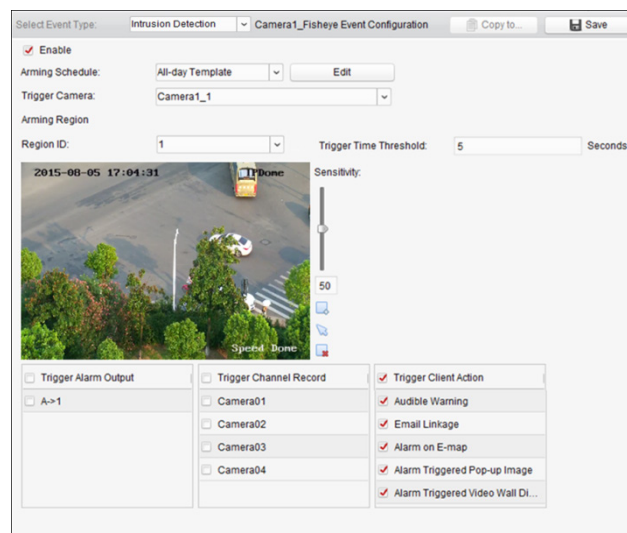 Select Event Type: Intrusion Detection Camera1_Fisheye Event Configuration Copy to... Save
Enable
Arming Schedule: All-day Template Edit
Trigger Camera: Camera1_1
Arming Region
Region ID: 1 Trigger Time Threshold: 5 Seconds
2015-08-05 17:04:31 IPDome Sensitivity:
50
Speed Dome
Trigger Alarm Output Trigger Channel Record Trigger Client Action
A->1 Camera01 Audible Warning
Camera02 Email Linkage
Camera03 Alarm on E-map
Camera04 Alarm Triggered Pop-up Image
Alarm Triggered Video Wall Di...